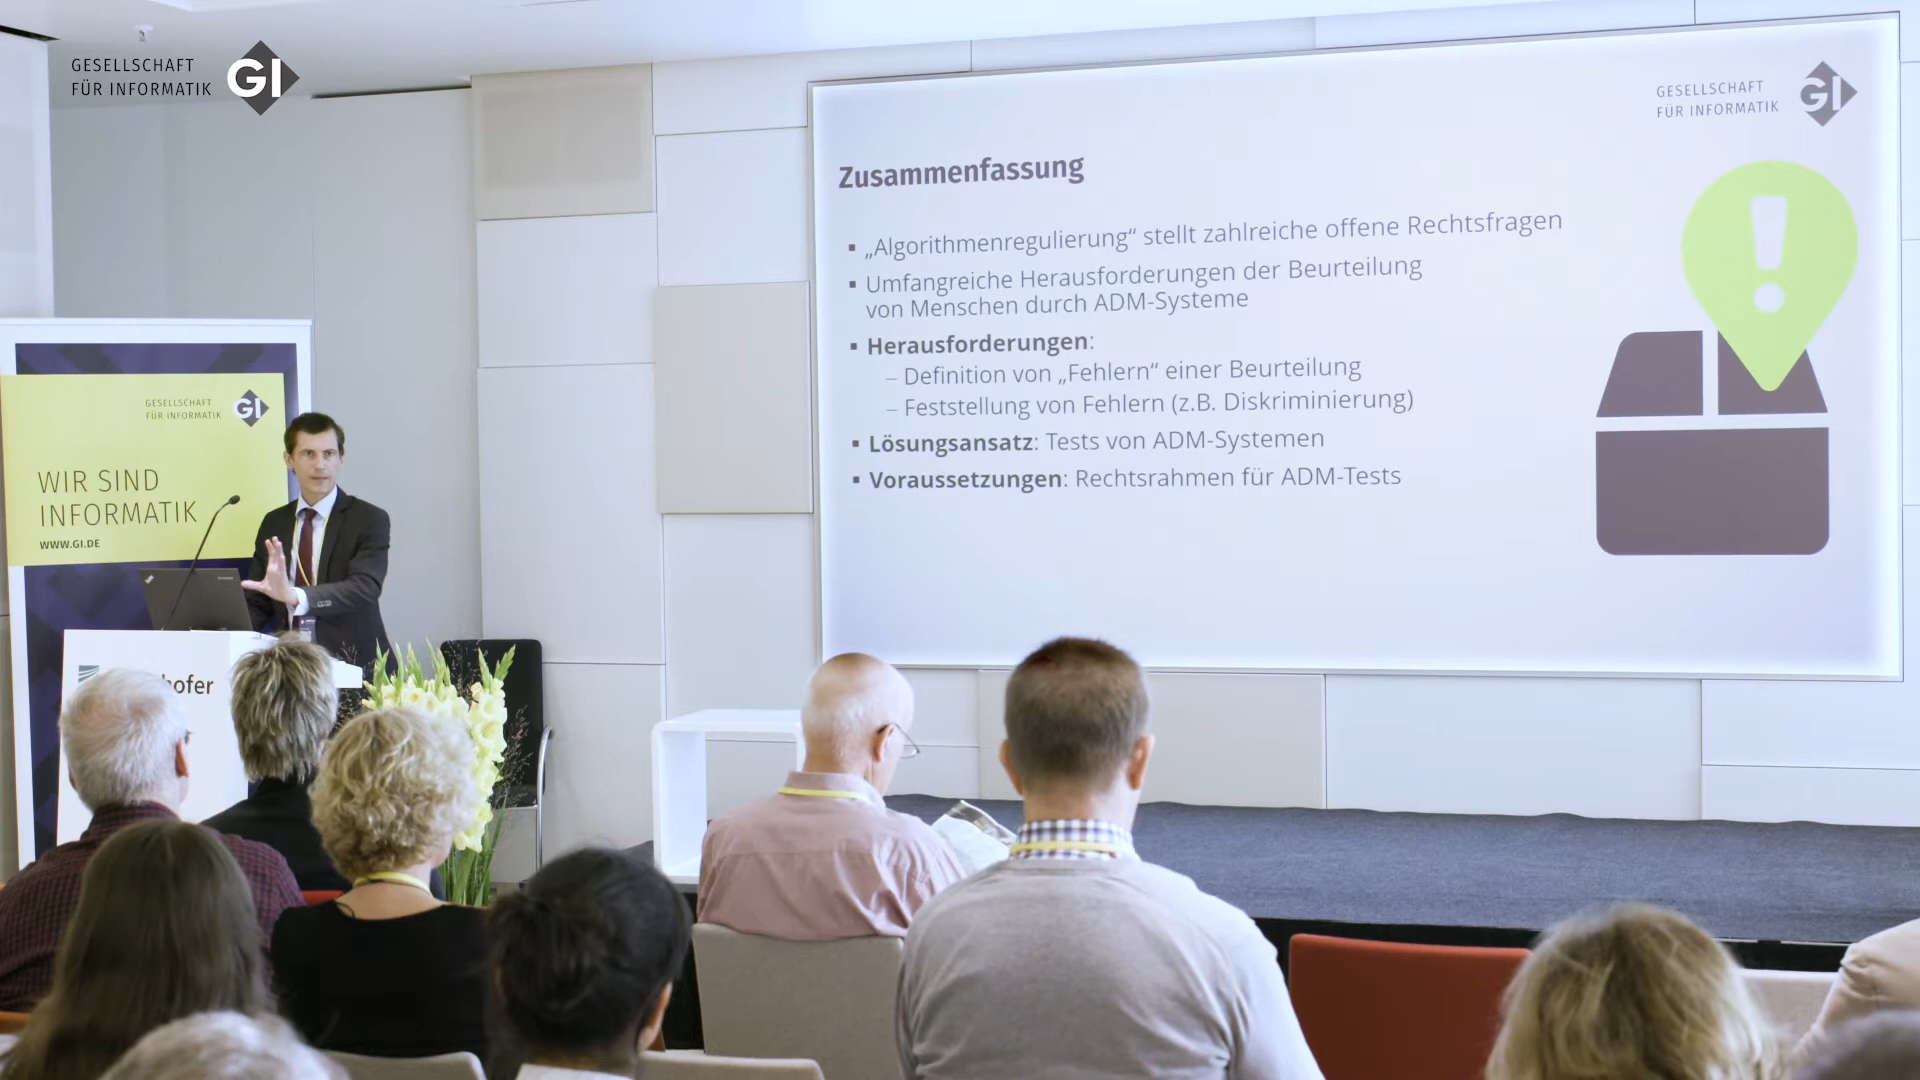 GESELLSCHAFT
FÜR INFORMATIK
GI
GESELLSCHAFT
FÜR INFORMATIK
GI
Zusammenfassung
▪ „Algorithmenregulierung“ stellt zahlreiche offene Rechtsfragen
▪ Umfangreiche Herausforderungen der Beurteilung
von Menschen durch ADM-Systeme
▪ Herausforderungen:
– Definition von „Fehlern“ einer Beurteilung
– Feststellung von Fehlern (z.B. Diskriminierung)
▪ Lösungsansatz: Tests von ADM-Systemen
▪ Voraussetzungen: Rechtsrahmen für ADM-Tests
GESELLSCHAFT
FÜR INFORMATIK
GI
WIR SIND
INFORMATIK
WWW.GI.DE